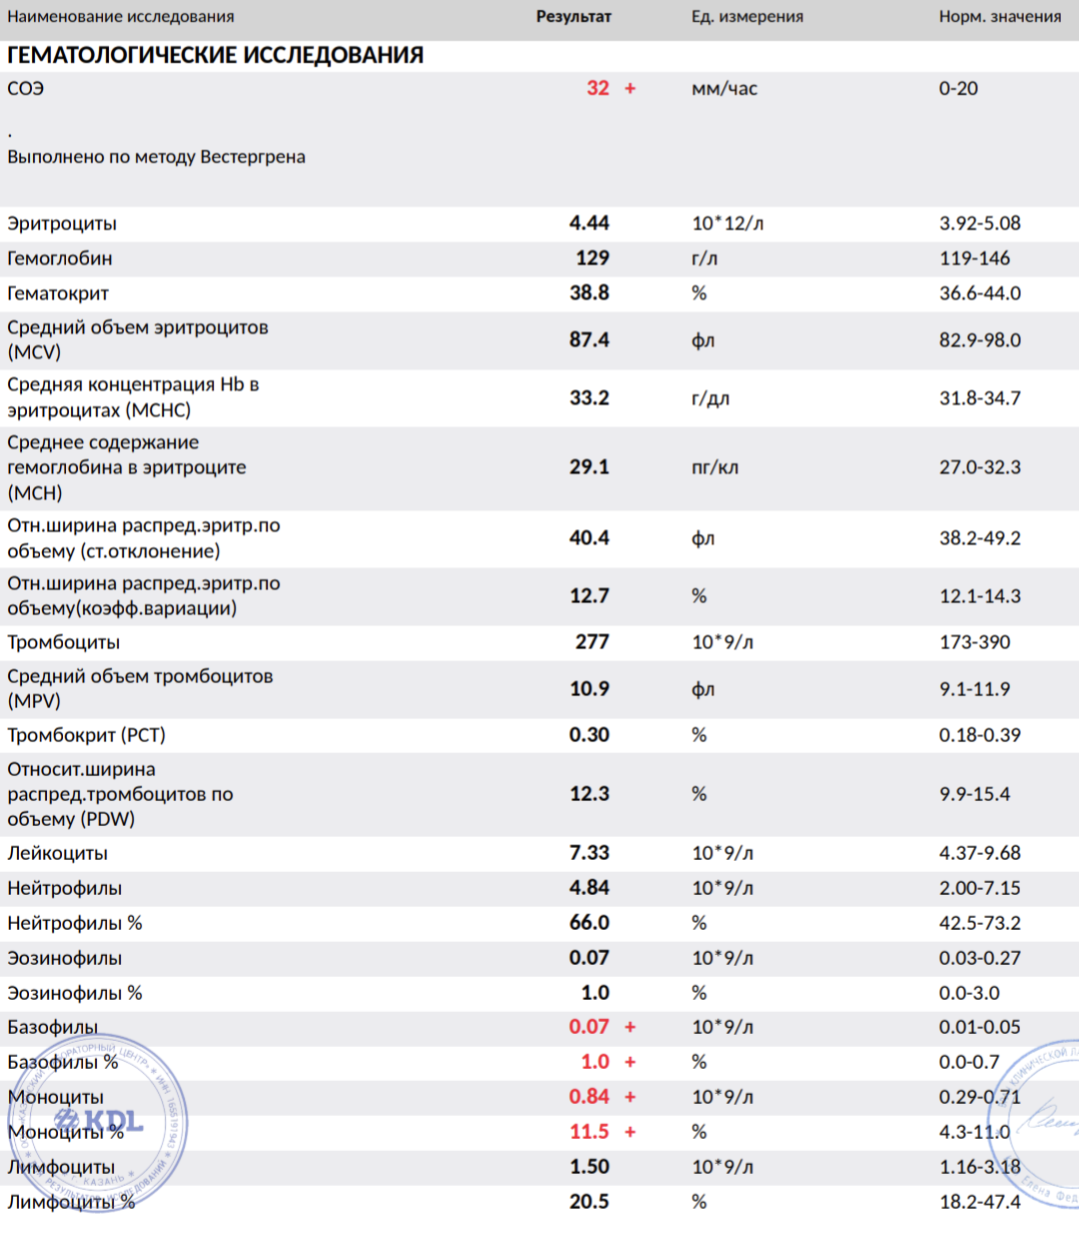 Наименование исследования Результат Ед. измерения Норм. значения
ГЕМАТОЛОГИЧЕСКИЕ ИССЛЕДОВАНИЯ
СОЭ 32 + мм/час 0-20
.
Выполнено по методу Вестергрена
Эритроциты 4.44 10*12/л 3.92-5.08
Гемоглобин 129 г/л 119-146
Гематокрит 38.8 % 36.6-44.0
Средний объем эритроцитов
(MCV) 87.4 фл 82.9-98.0
Средняя концентрация Hb в
эритроцитах (MCHC) 33.2 г/дл 31.8-34.7
Среднее содержание
гемоглобина в эритроците 29.1 пг/кл 27.0-32.3
(MCH)
Отн.ширина распред.эритр.по
объему (ст.отклонение) 40.4 фл 38.2-49.2
Отн.ширина распред.эритр.по
объему(коэфф.вариации) 12.7 % 12.1-14.3
Тромбоциты 277 10*9/л 173-390
Средний объем тромбоцитов
(MPV) 10.9 фл 9.1-11.9
Тромбокрит (PCT) 0.30 % 0.18-0.39
Относит.ширина
распред.тромбоцитов по 12.3 % 9.9-15.4
объему (PDW)
Лейкоциты 7.33 10*9/л 4.37-9.68
Нейтрофилы 4.84 10*9/л 2.00-7.15
Нейтрофилы % 66.0 % 42.5-73.2
Эозинофилы 0.07 10*9/л 0.03-0.27
Эозинофилы % 1.0 % 0.0-3.0
Базофилы 0.07 + 10*9/л 0.01-0.05
Базофилы % 1.0 + % 0.0-0.7
Моноциты 0.84 + 10*9/л 0.29-0.71
Моноциты % 11.5 + % 4.3-11.0
Лимфоциты 1.50 10*9/л 1.16-3.18
Лимфоциты % 20.5 % 18.2-47.4
KDL
г. КАЗАНЬ
Елена